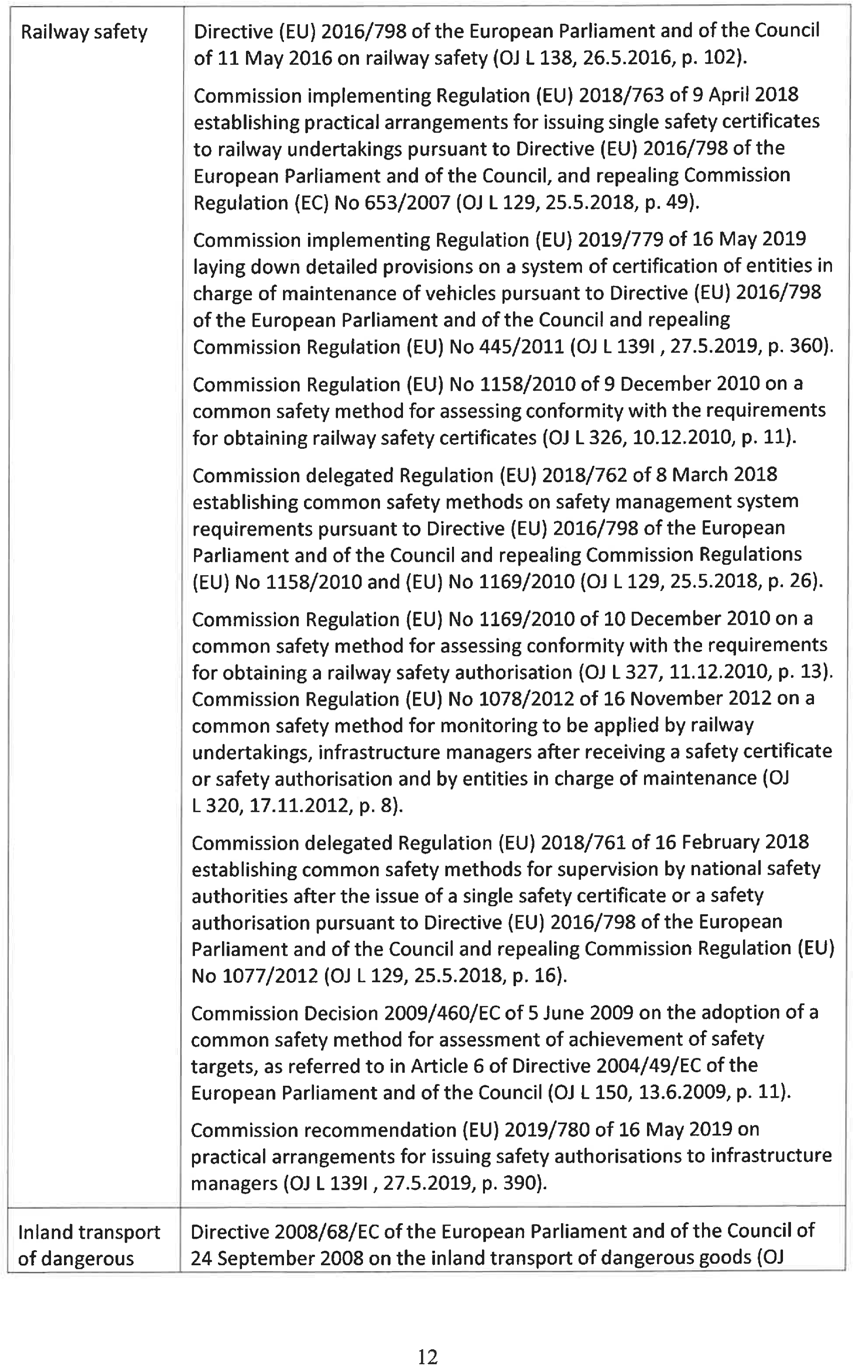 Railway safety
Directive (EU) 2016/798 of the European Parliament and of the Council
of 11 May 2016 on railway safety (OJ L 138, 26.5.2016, p. 102).
Commission implementing Regulation (EU) 2018/763 of 9 April 2018
establishing practical arrangements for issuing single safety certificates
to railway undertakings pursuant to Directive (EU) 2016/798 of the
European Parliament and of the Council, and repealing Commission
Regulation (EC) No 653/2007 (OJ L 129, 25.5.2018, p. 49).
Commission implementing Regulation (EU) 2019/779 of 16 May 2019
laying down detailed provisions on a system of certification of entities in
charge of maintenance of vehicles pursuant to Directive (EU) 2016/798
of the European Parliament and of the Council and repealing
Commission Regulation (EU) No 445/2011 (OJ L 139I , 27.5.2019, p. 360).
Commission Regulation (EU) No 1158/2010 of 9 December 2010 on a
common safety method for assessing conformity with the requirements
for obtaining railway safety certificates (OJ L 326, 10.12.2010, p. 11).
Commission delegated Regulation (EU) 2018/762 of 8 March 2018
establishing common safety methods on safety management system
requirements pursuant to Directive (EU) 2016/798 of the European
Parliament and of the Council and repealing Commission Regulations
(EU) No 1158/2010 and (EU) No 1169/2010 (OJ L 129, 25.5.2018, p. 26).
Commission Regulation (EU) No 1169/2010 of 10 December 2010 on a
common safety method for assessing conformity with the requirements
for obtaining a railway safety authorisation (OJ L 327, 11.12.2010, p. 13).
Commission Regulation (EU) No 1078/2012 of 16 November 2012 on a
common safety method for monitoring to be applied by railway
undertakings, infrastructure managers after receiving a safety certificate
or safety authorisation and by entities in charge of maintenance (OJ
L 320, 17.11.2012, p. 8).
Commission delegated Regulation (EU) 2018/761 of 16 February 2018
establishing common safety methods for supervision by national safety
authorities after the issue of a single safety certificate or a safety
authorisation pursuant to Directive (EU) 2016/798 of the European
Parliament and of the Council and repealing Commission Regulation (EU)
No 1077/2012 (OJ L 129, 25.5.2018, p. 16).
Commission Decision 2009/460/EC of 5 June 2009 on the adoption of a
common safety method for assessment of achievement of safety
targets, as referred to in Article 6 of Directive 2004/49/EC of the
European Parliament and of the Council (OJ L 150, 13.6.2009, p. 11).
Commission recommendation (EU) 2019/780 of 16 May 2019 on
practical arrangements for issuing safety authorisations to infrastructure
managers (OJ L 139I , 27.5.2019, p. 390).
Inland transport
of dangerous
Directive 2008/68/EC of the European Parliament and of the Council of
24 September 2008 on the inland transport of dangerous goods (OJ
12